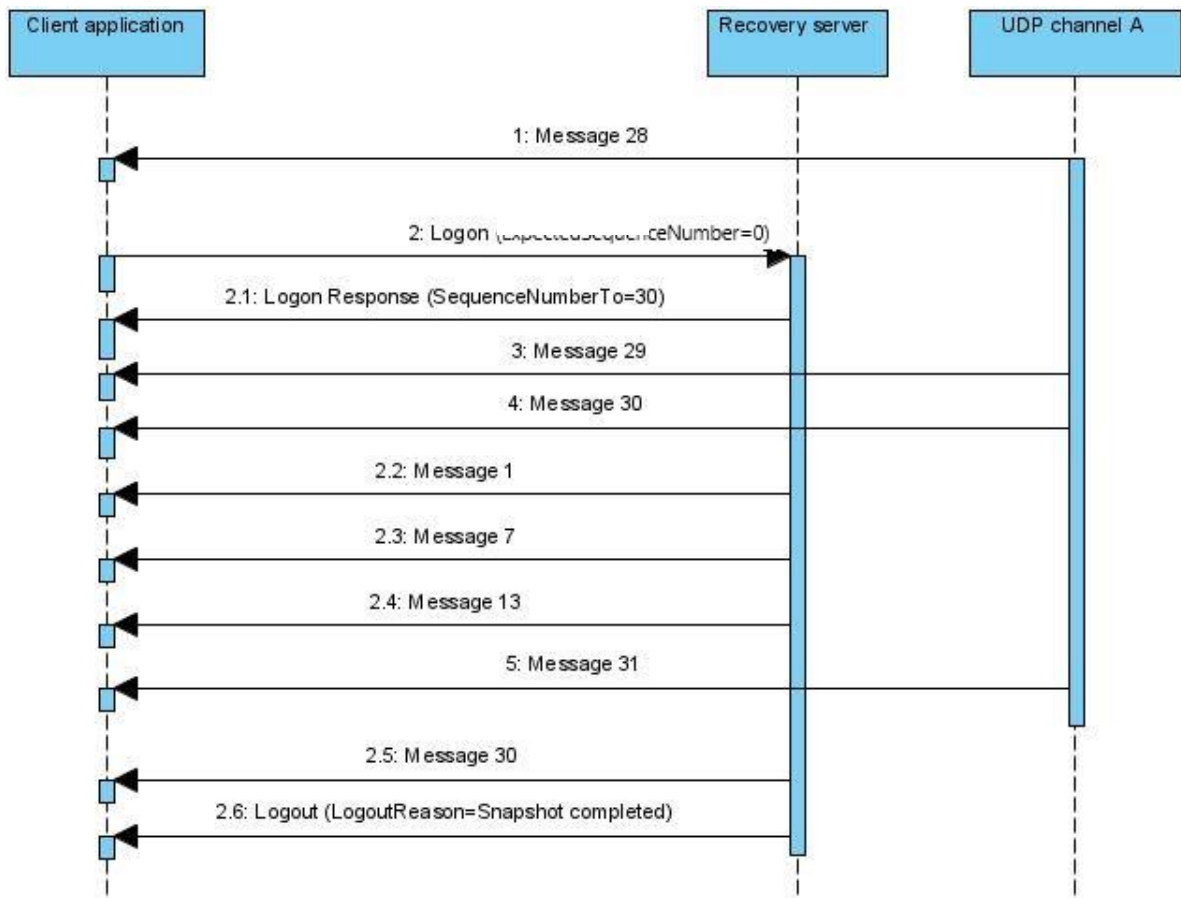 Client application
Recovery server
UDP channel A
1: Message 28
2: Logon (ExpectedSequenceNumber=0)
2.1: Logon Response (SequenceNumberTo=30)
3: Message 29
4: Message 30
2.2: Message 1
2.3: Message 7
2.4: Message 13
5: Message 31
2.5: Message 30
2.6: Logout (LogoutReason=Snapshot completed)